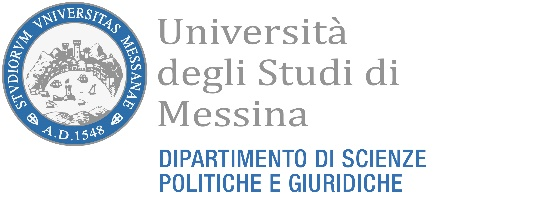 STVDIORVM VNIVERSITAS MESSANAE
A.D.1548
Università
degli Studi di
Messina
DIPARTIMENTO DI SCIENZE
POLITICHE E GIURIDICHE